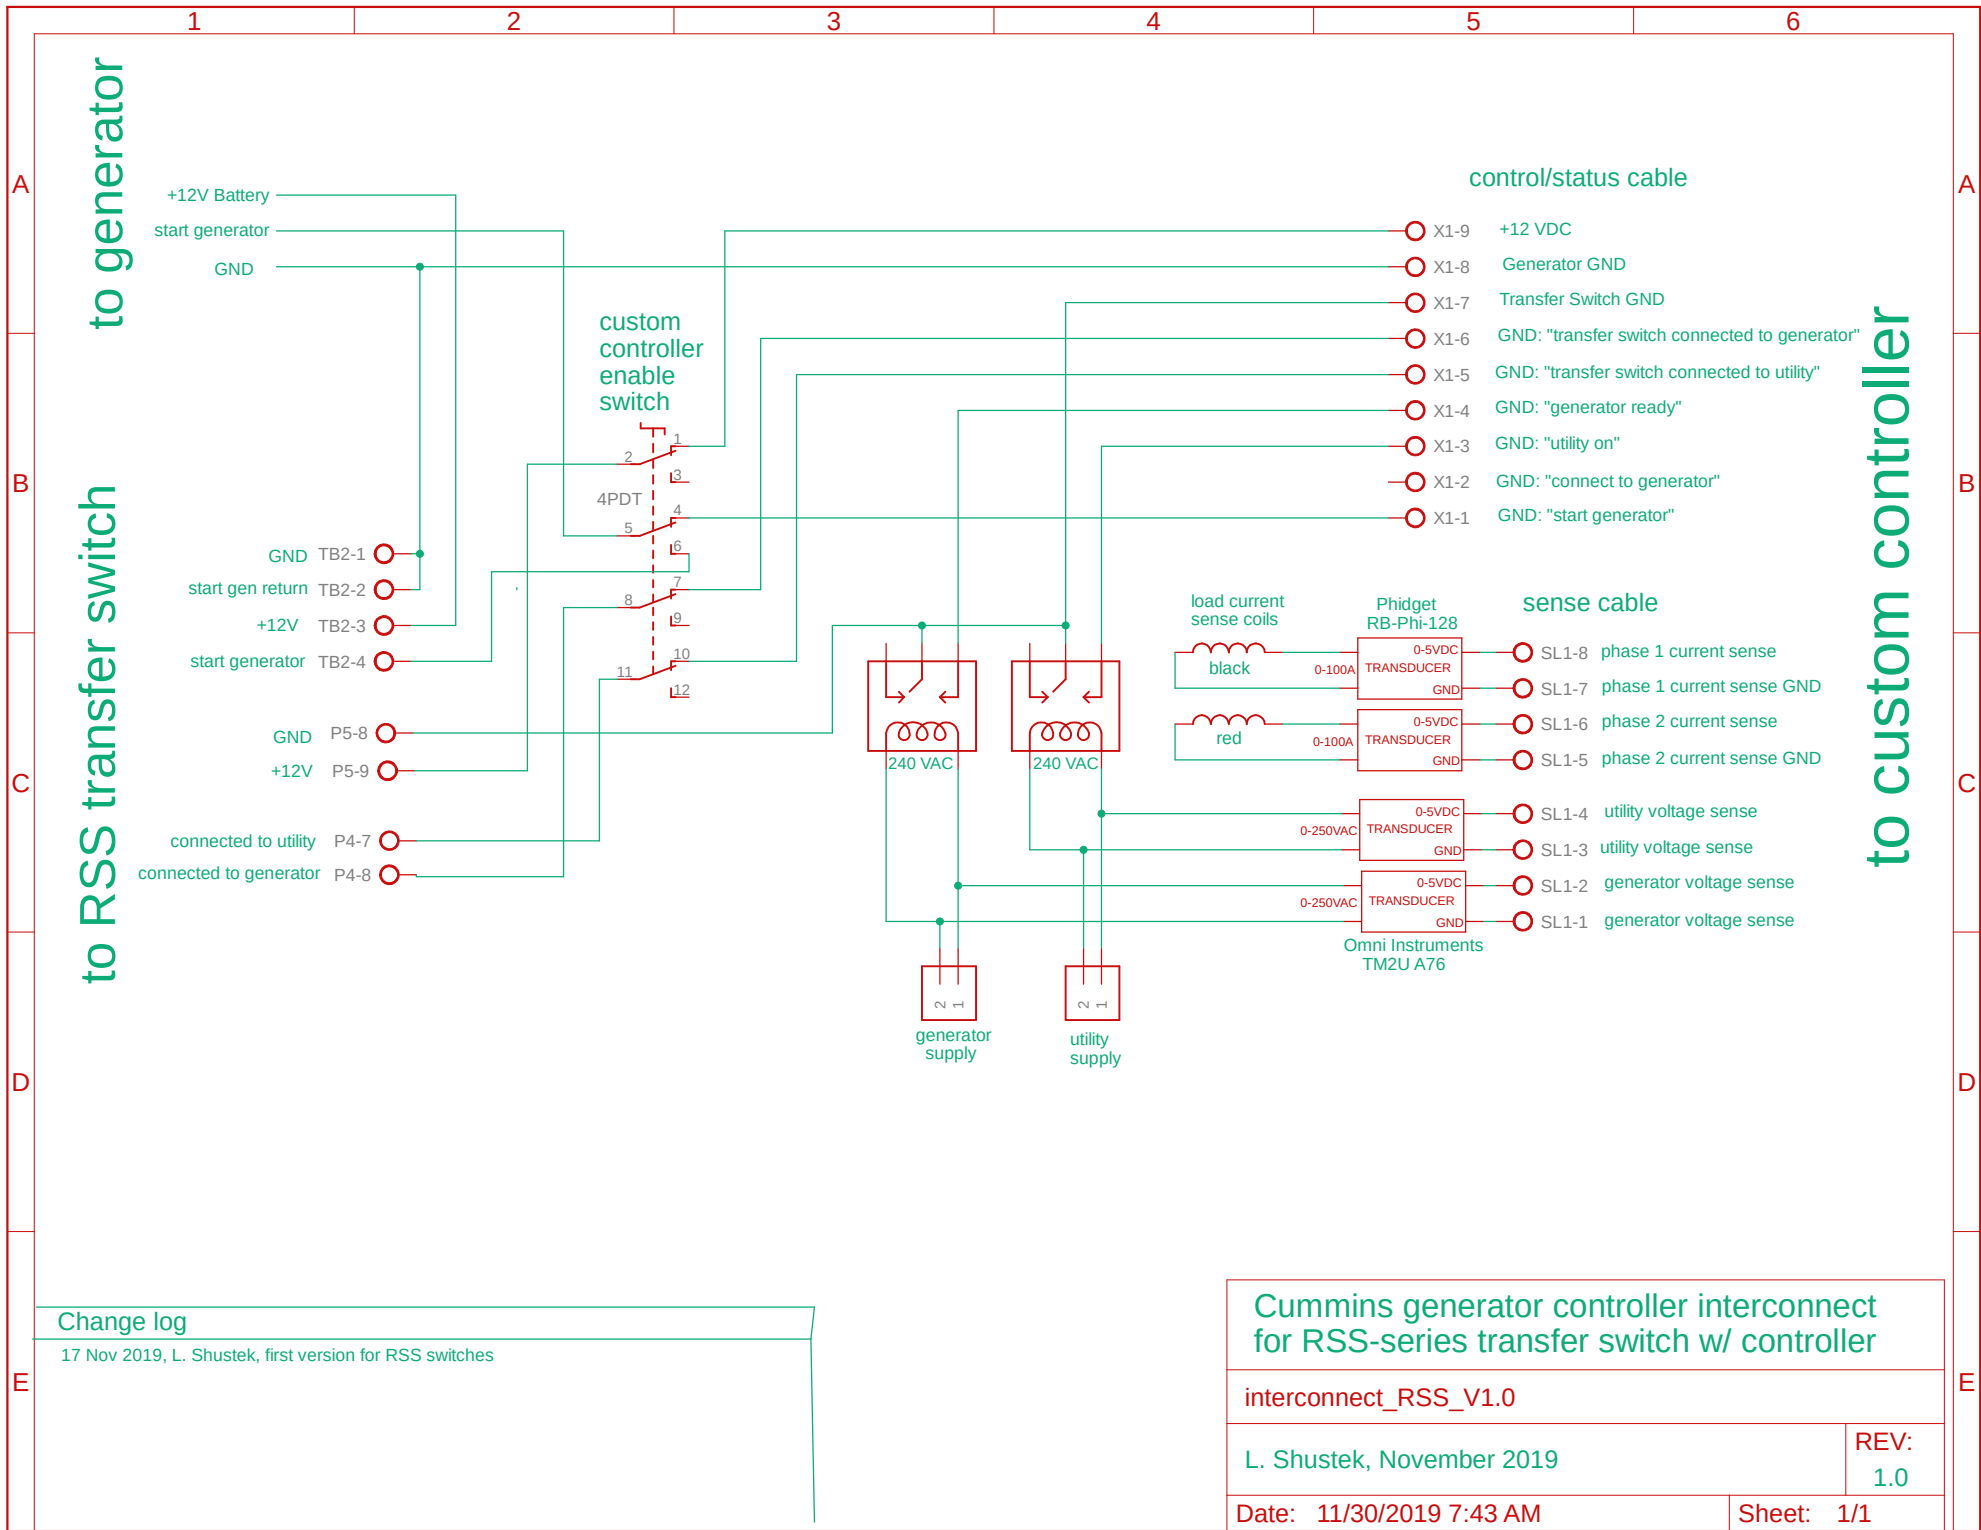 1 2 3 4 5 6
A
B
C
D
E
to generator
+12V Battery
start generator
GND
custom
controller
enable
switch
4PDT
1
2
3
4
5
6
7
8
9
10
11
12
to RSS transfer switch
GND TB2-1
start gen return TB2-2
+12V TB2-3
start generator TB2-4
GND P5-8
+12V P5-9
connected to utility P4-7
connected to generator P4-8
240 VAC
240 VAC
2 1
generator
supply
2 1
utility
supply
control/status cable
X1-9 +12 VDC
X1-8 Generator GND
X1-7 Transfer Switch GND
X1-6 GND: "transfer switch connected to generator"
X1-5 GND: "transfer switch connected to utility"
X1-4 GND: "generator ready"
X1-3 GND: "utility on"
X1-2 GND: "connect to generator"
X1-1 GND: "start generator"
load current
sense coils
black
red
Phidget
RB-Phi-128
sense cable
0-5VDC
0-100A TRANSDUCER
GND
SL1-8 phase 1 current sense
SL1-7 phase 1 current sense GND
0-5VDC
0-100A TRANSDUCER
GND
SL1-6 phase 2 current sense
SL1-5 phase 2 current sense GND
0-5VDC
0-250VAC TRANSDUCER
GND
SL1-4 utility voltage sense
SL1-3 utility voltage sense
0-5VDC
0-250VAC TRANSDUCER
GND
SL1-2 generator voltage sense
SL1-1 generator voltage sense
Omni Instruments
TM2U A76
to custom controller
A
B
C
D
E
Change log
17 Nov 2019, L. Shustek, first version for RSS switches
Cummins generator controller interconnect
for RSS-series transfer switch w/ controller
interconnect_RSS_V1.0
L. Shustek, November 2019
REV:
1.0
Date: 11/30/2019 7:43 AM
Sheet: 1/1